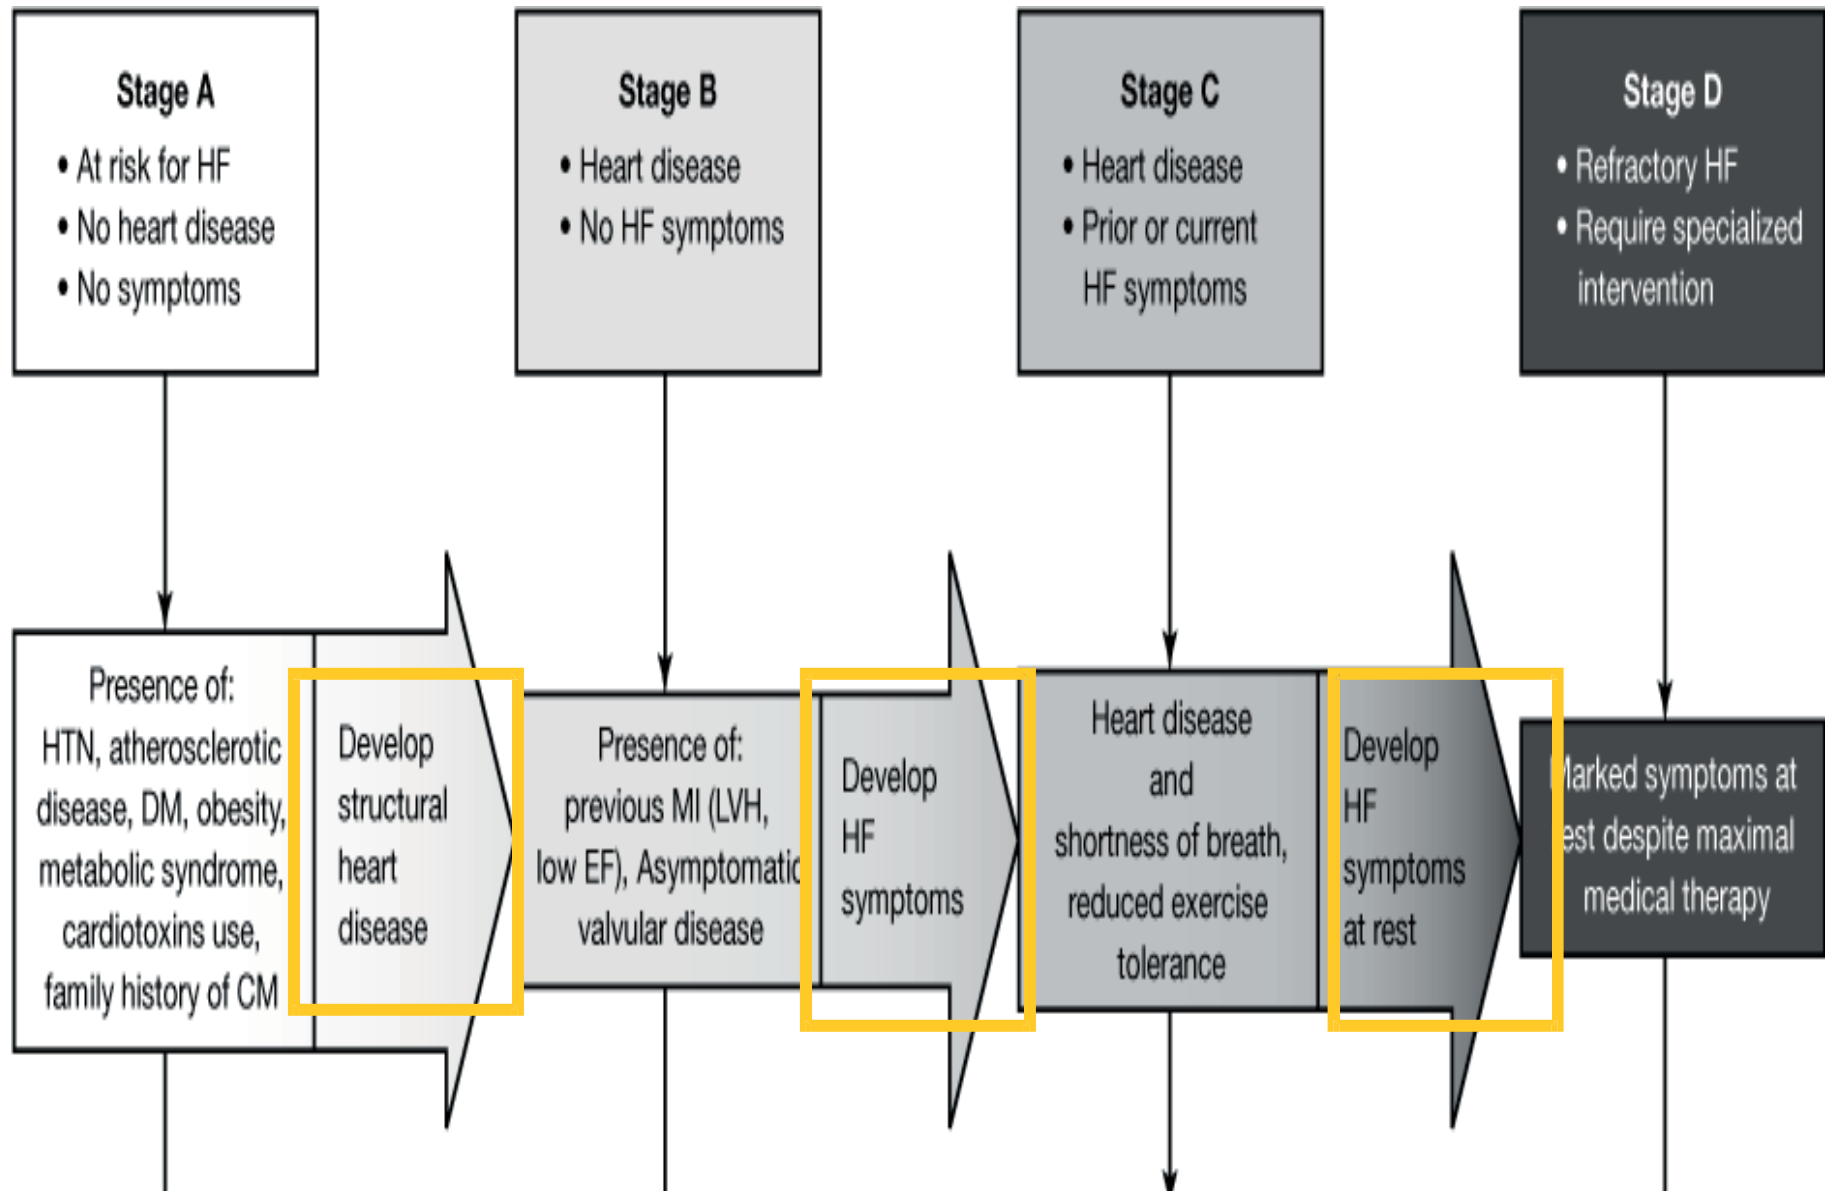 Stage A
• At risk for HF
• No heart disease
• No symptoms
Stage B
• Heart disease
• No HF symptoms
Stage C
• Heart disease
• Prior or current
HF symptoms
Stage D
• Refractory HF
• Require specialized
intervention
Presence of:
HTN, atherosclerotic
disease, DM, obesity,
metabolic syndrome,
cardiotoxins use,
family history of CM
Develop
structural
heart
disease
Presence of:
previous MI (LVH,
low EF), Asymptomatic
valvular disease
Develop
HF
symptoms
Heart disease
and
shortness of breath,
reduced exercise
tolerance
Develop
HF
symptoms
at rest
Marked symptoms at
rest despite maximal
medical therapy